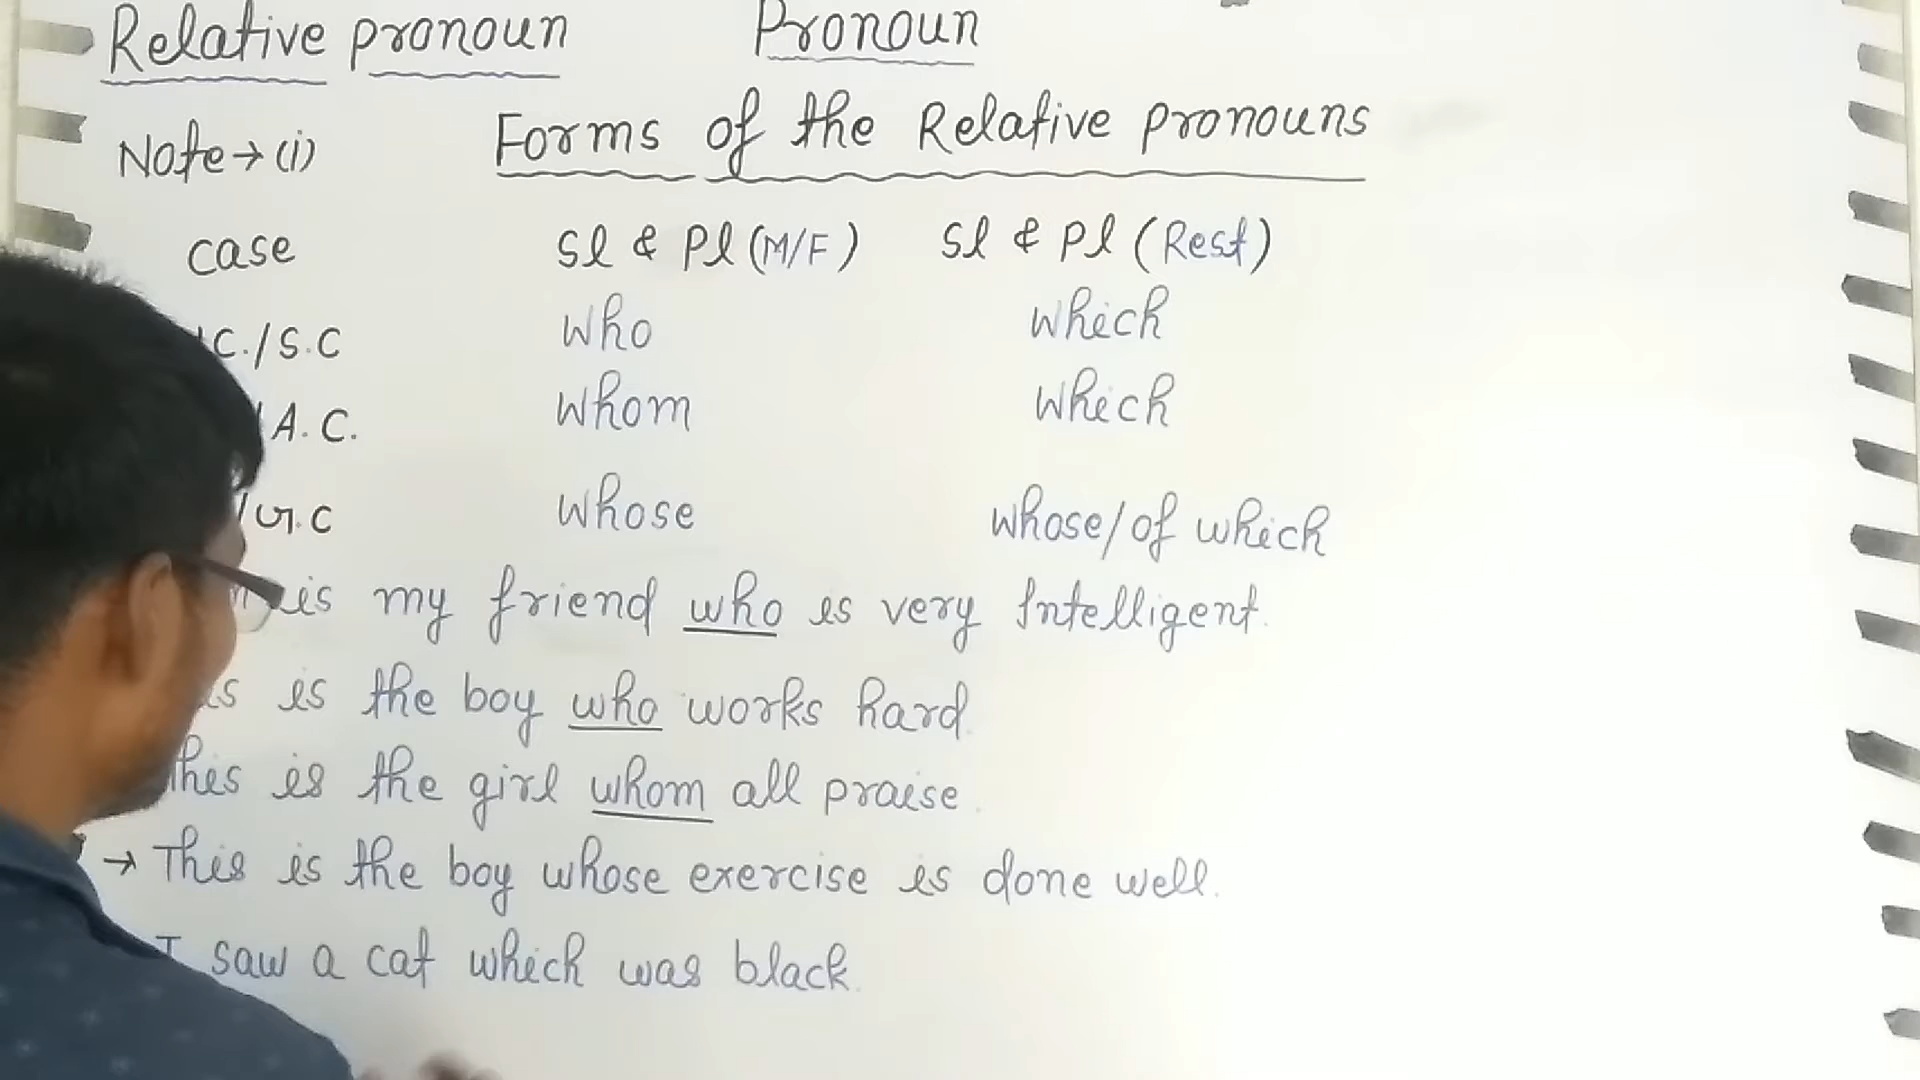 Relative pronoun Pronoun
Note→(i) Forms of the Relative pronouns
case Sl & Pl (M/F) Sl & Pl (Rest)
C./S.C who which
A.C. whom which
/G.C whose whose/of which
is my friend who is very Intelligent.
is the boy who works hard.
This is the girl whom all praise.
→ This is the boy whose exercise is done well.
I saw a cat which was black.